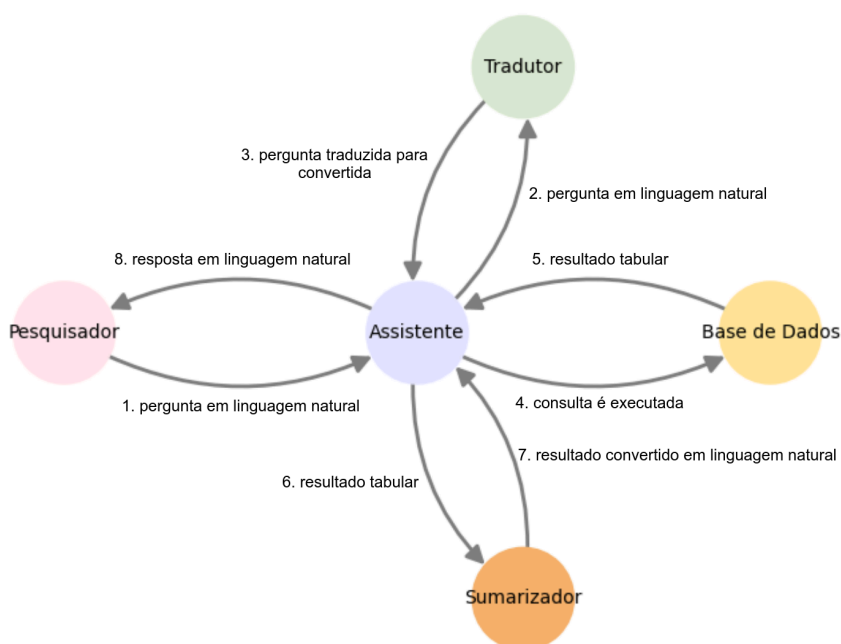 Tradutor
3. pergunta traduzida para
convertida
2. pergunta em linguagem natural
8. resposta em linguagem natural
5. resultado tabular
Pesquisador
Assistente
Base de Dados
1. pergunta em linguagem natural
4. consulta é executada
7. resultado convertido em linguagem natural
6. resultado tabular
Sumarizador